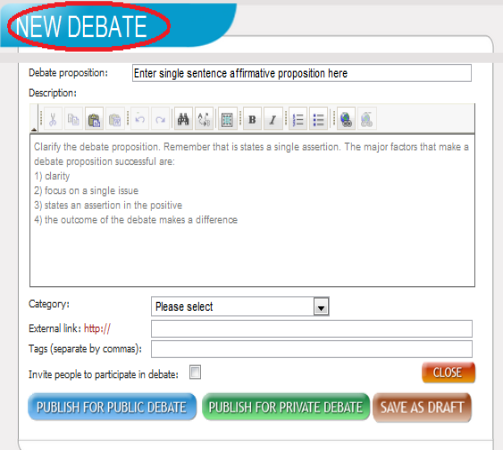 NEW DEBATE
Debate proposition: Enter single sentence affirmative proposition here
Description:
B I
Clarify the debate proposition. Remember that is states a single assertion. The major factors that make a
debate proposition successful are:
1) clarity
2) focus on a single issue
3) states an assertion in the positive
4) the outcome of the debate makes a difference
Category: Please select
External link: http://
Tags (separate by commas):
Invite people to participate in debate:
CLOSE
PUBLISH FOR PUBLIC DEBATE PUBLISH FOR PRIVATE DEBATE SAVE AS DRAFT